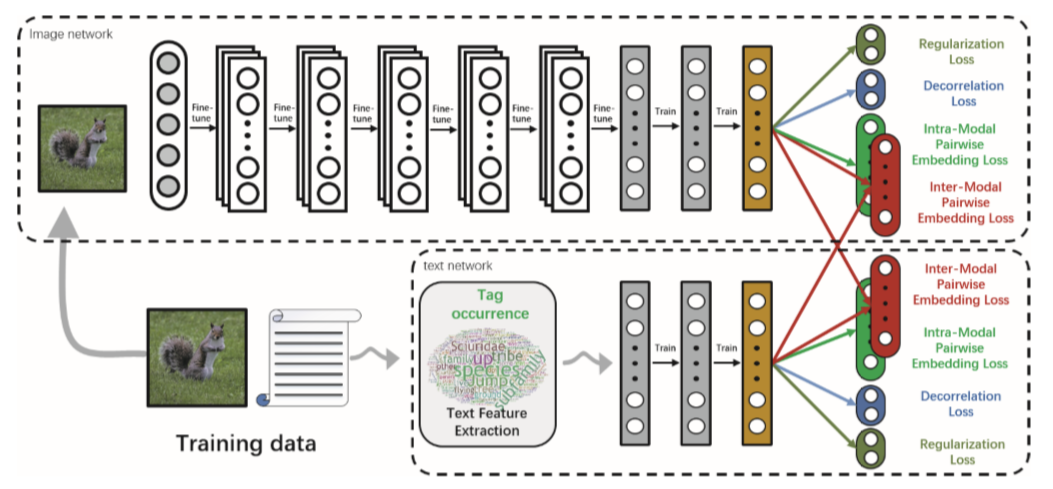 Image network
Fine-
tune
Fine-
tune
Fine-
tune
Fine-
tune
Fine-
tune
Fine-
tune
Train
Train
Regularization
Loss
Decorrelation
Loss
Intra-Modal
Pairwise
Embedding Loss
Inter-Modal
Pairwise
Embedding Loss
text network
Tag
occurrence
Sciuridae
up
tribe
family
species
Jump
subfamily
Text Feature
Extraction
Train
Train
Inter-Modal
Pairwise
Embedding Loss
Intra-Modal
Pairwise
Embedding Loss
Decorrelation
Loss
Regularization
Loss
Training data